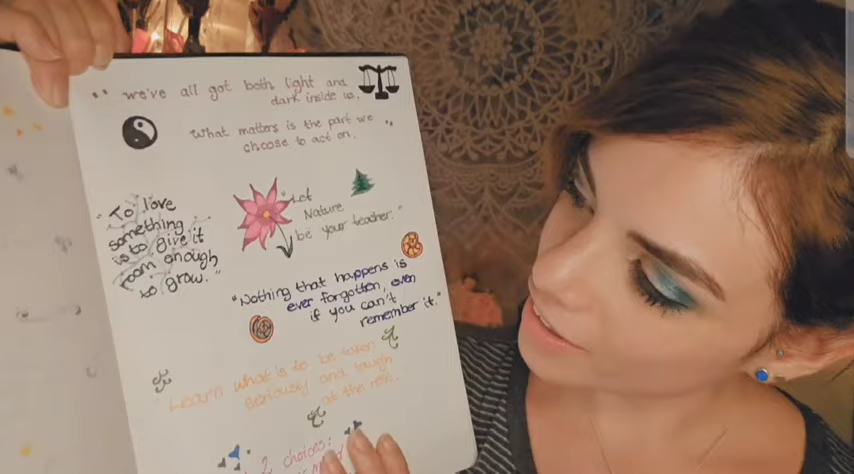 " we've all got both light and
dark inside us.
What matters is the part we "
choose to act on.
"To love
something
is to give it
room enough
to grow."
"Let
Nature
be your teacher."
"Nothing that happens is
ever forgotten, even
if you can't
remember it."
Learn what is to be taken
seriously and laugh
at the rest.
2 choices: